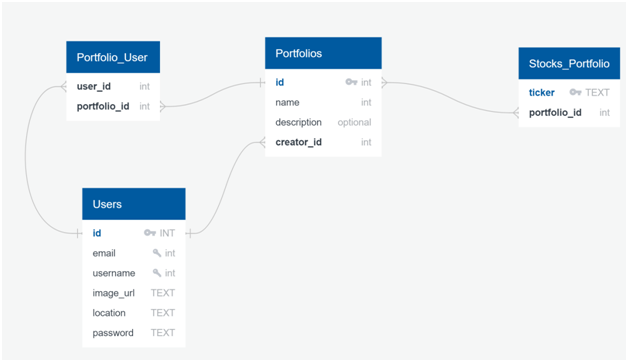 Portfolio_User
user_id int
portfolio_id int
Portfolios
id int
name int
description optional
creator_id int
Stocks_Portfolio
ticker TEXT
portfolio_id int
Users
id INT
email int
username int
image_url TEXT
location TEXT
password TEXT